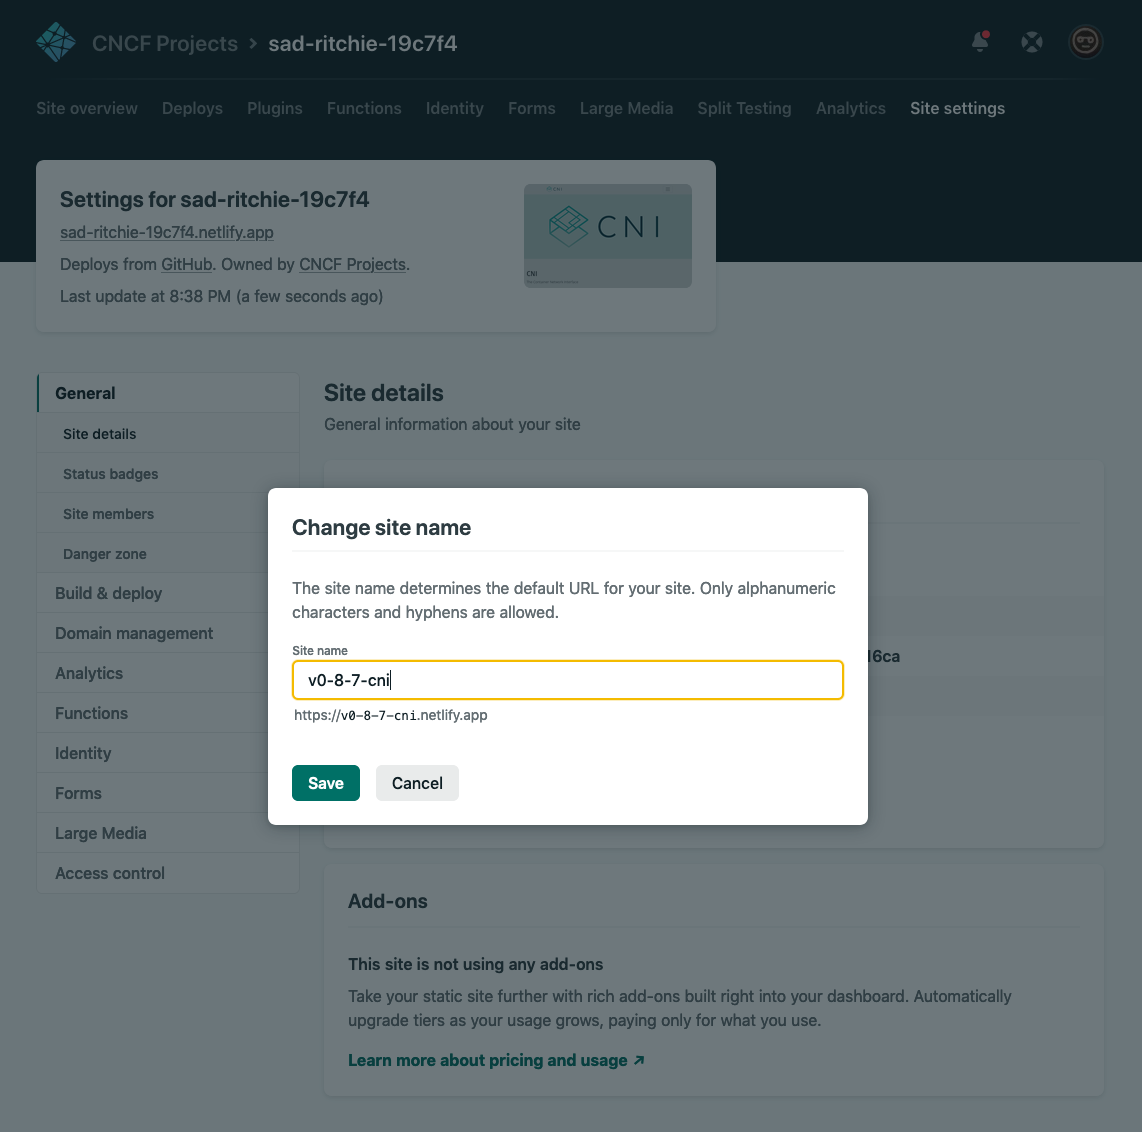 CNCF Projects > sad-ritchie-19c7f4
Site overview Deploys Plugins Functions Identity Forms Large Media Split Testing Analytics Site settings
Settings for sad-ritchie-19c7f4
sad-ritchie-19c7f4.netlify.app
Deploys from GitHub. Owned by CNCF Projects.
Last update at 8:38 PM (a few seconds ago)
CNI
CNI
General
Site details
Status badges
Site members
Danger zone
Build & deploy
Domain management
Analytics
Functions
Identity
Forms
Large Media
Access control
Site details
General information about your site
16ca
Change site name
The site name determines the default URL for your site. Only alphanumeric
characters and hyphens are allowed.
Site name
v0-8-7-cni
https://v0-8-7-cni.netlify.app
Save Cancel
Add-ons
This site is not using any add-ons
Take your static site further with rich add-ons built right into your dashboard. Automatically
upgrade tiers as your usage grows, paying only for what you use.
Learn more about pricing and usage ↗